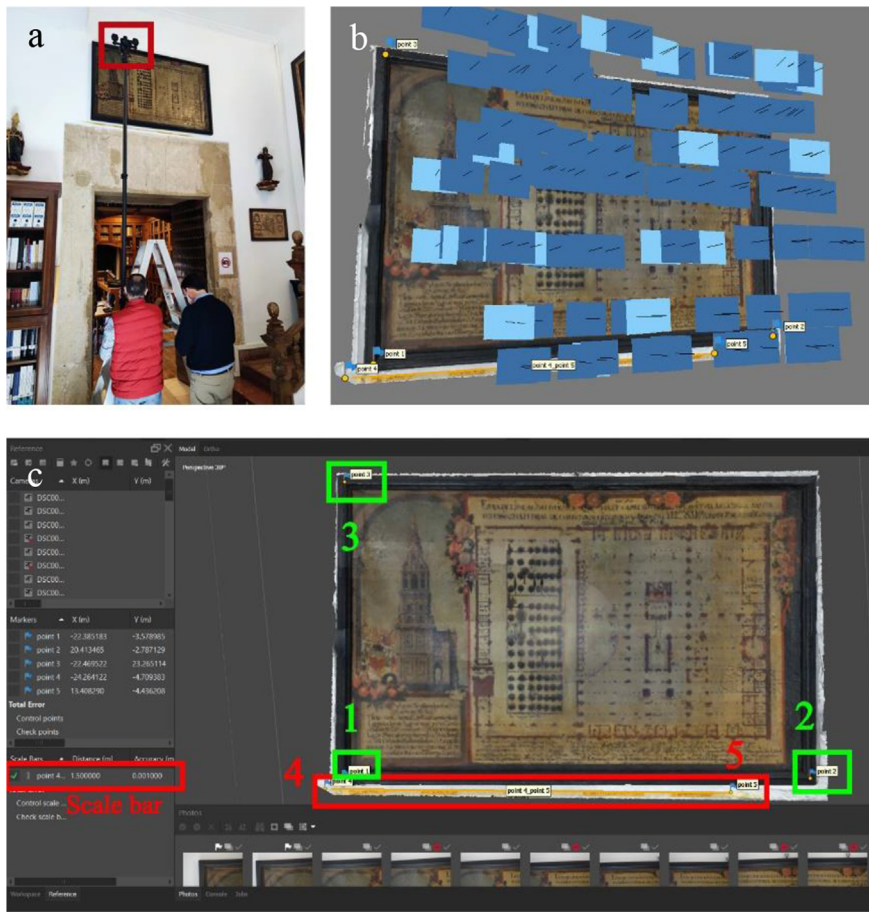 a
b
point 3
point 1
point 2
point 4
point 4_point 5
point 5
c
Reference
Model Ortho
Perspective 30°
Cameras X (m) Y (m)
DSC00...
DSC00...
DSC00...
DSC00...
DSC00...
DSC00...
DSC00...
DSC00...
Markers X (m) Y (m)
point 1 -22.385183 -3.578985
point 2 20.413465 -2.787129
point 3 -22.469522 23.265114
point 4 -24.264122 -4.709383
point 5 13.408290 -4.436208
Total Error
Control points
Check points
Scale Bars Distance (m) Accuracy (m)
point 4... 1.500000 0.001000
Scale bar
Control scale ...
Check scale b...
point 3
3
1
2
point 1
point 2
4
5
point 4
point 4_point 5
point 5
Photos
Workspace Reference
Photos Console Jobs